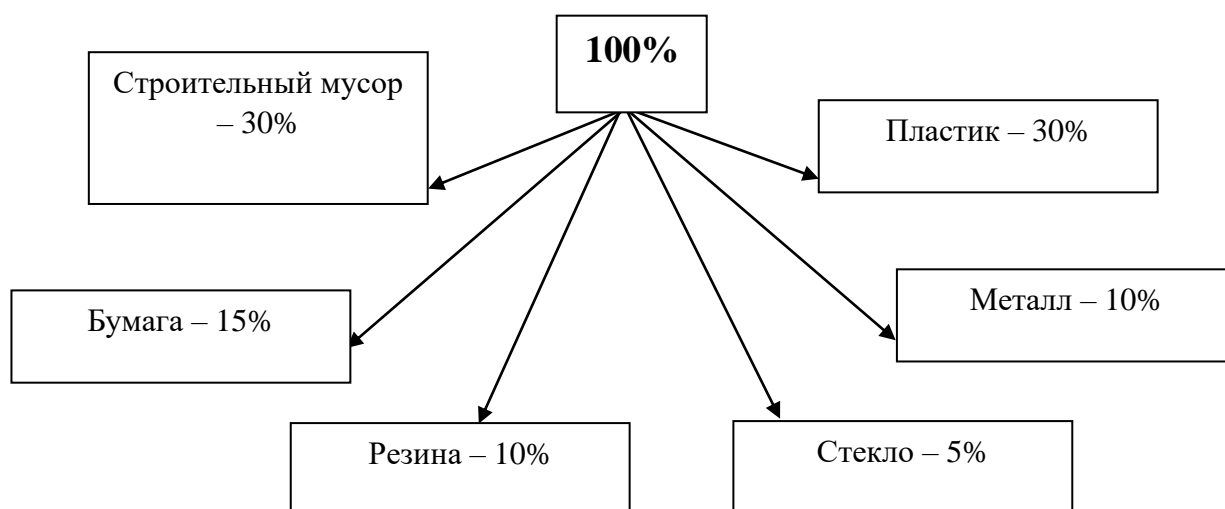 100%
Строительный мусор
– 30%
Пластик – 30%
Бумага – 15%
Металл – 10%
Резина – 10%
Стекло – 5%